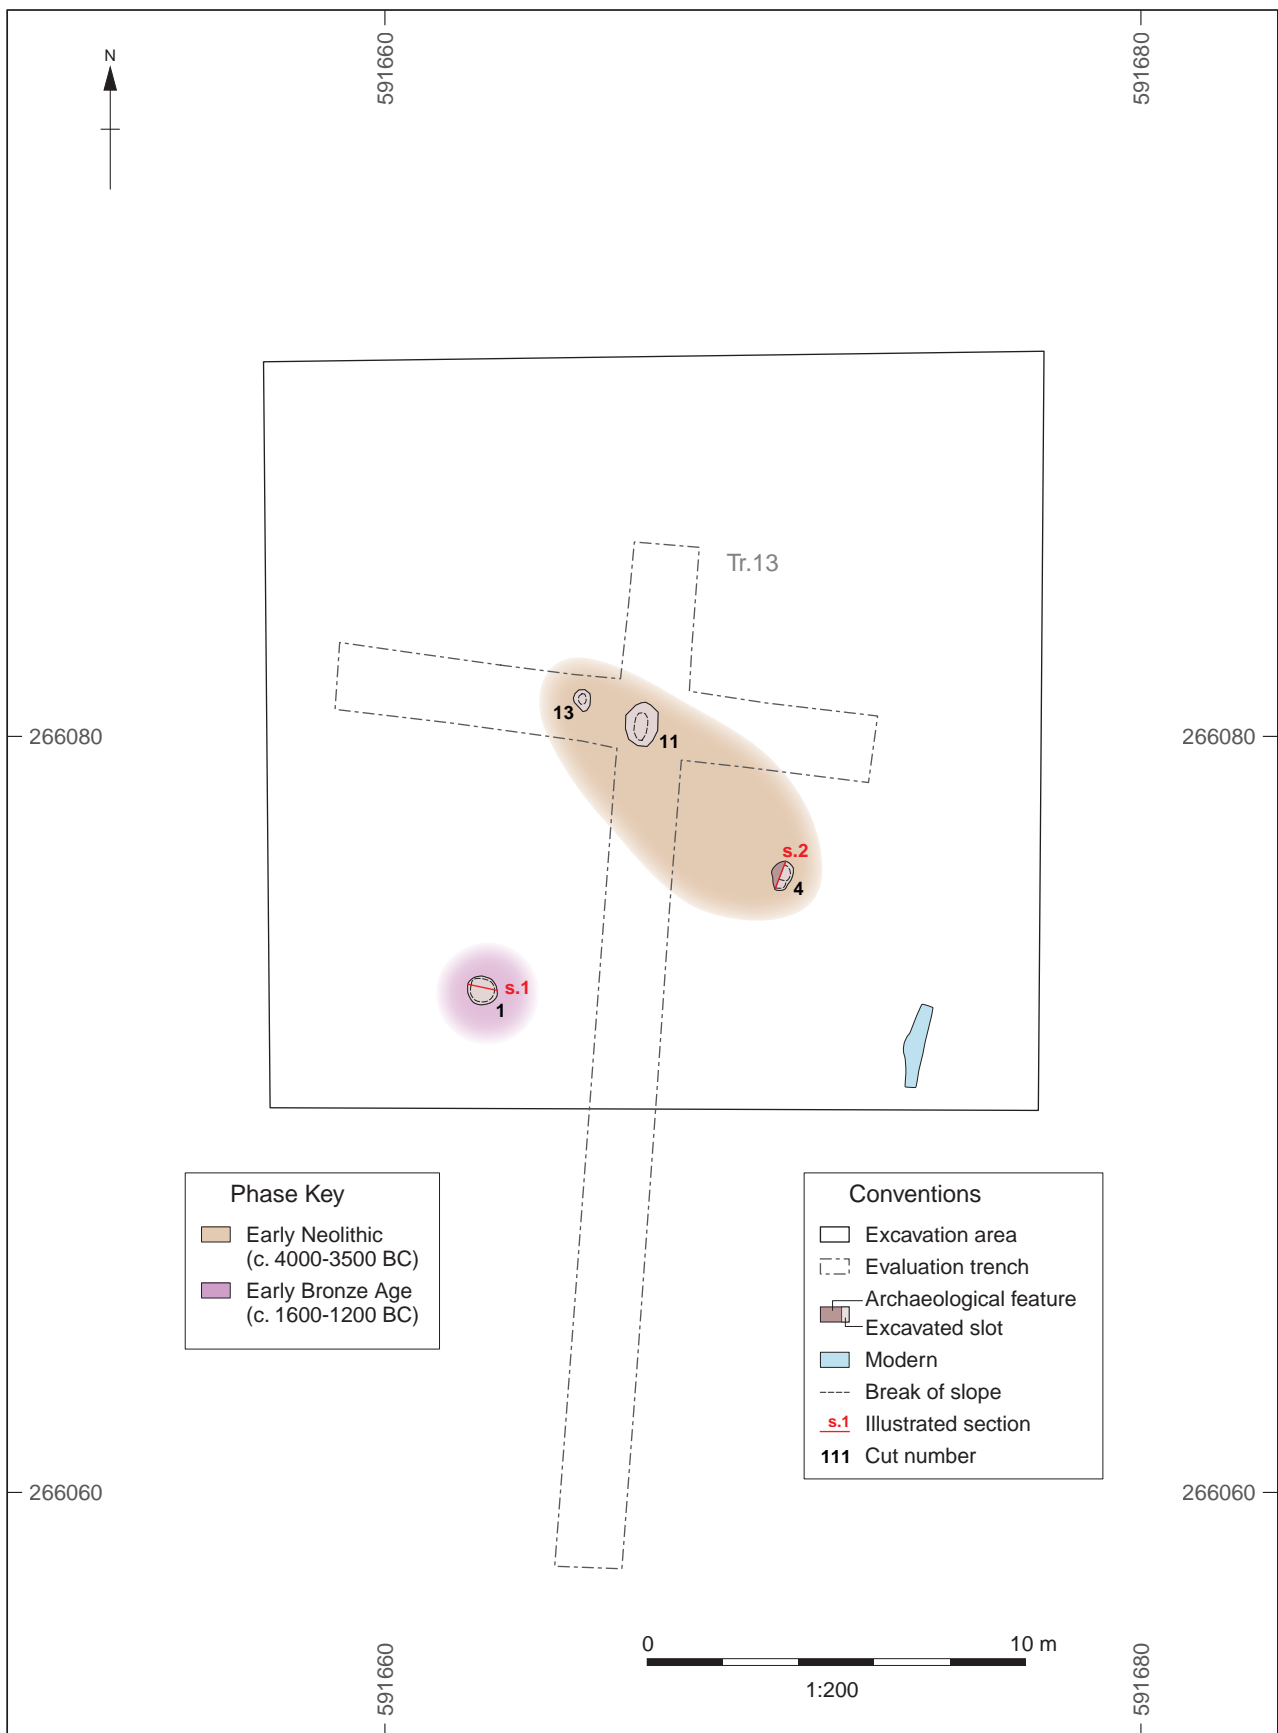 591660
591680
N
Tr.13
13
11
266080
266080
s.2
4
s.1
1
Phase Key
Early Neolithic
(c. 4000-3500 BC)
Early Bronze Age
(c. 1600-1200 BC)
Conventions
Excavation area
Evaluation trench
Archaeological feature
Excavated slot
Modern
Break of slope
s.1 Illustrated section
111 Cut number
266060
266060
0 10 m
1:200
591660
591680